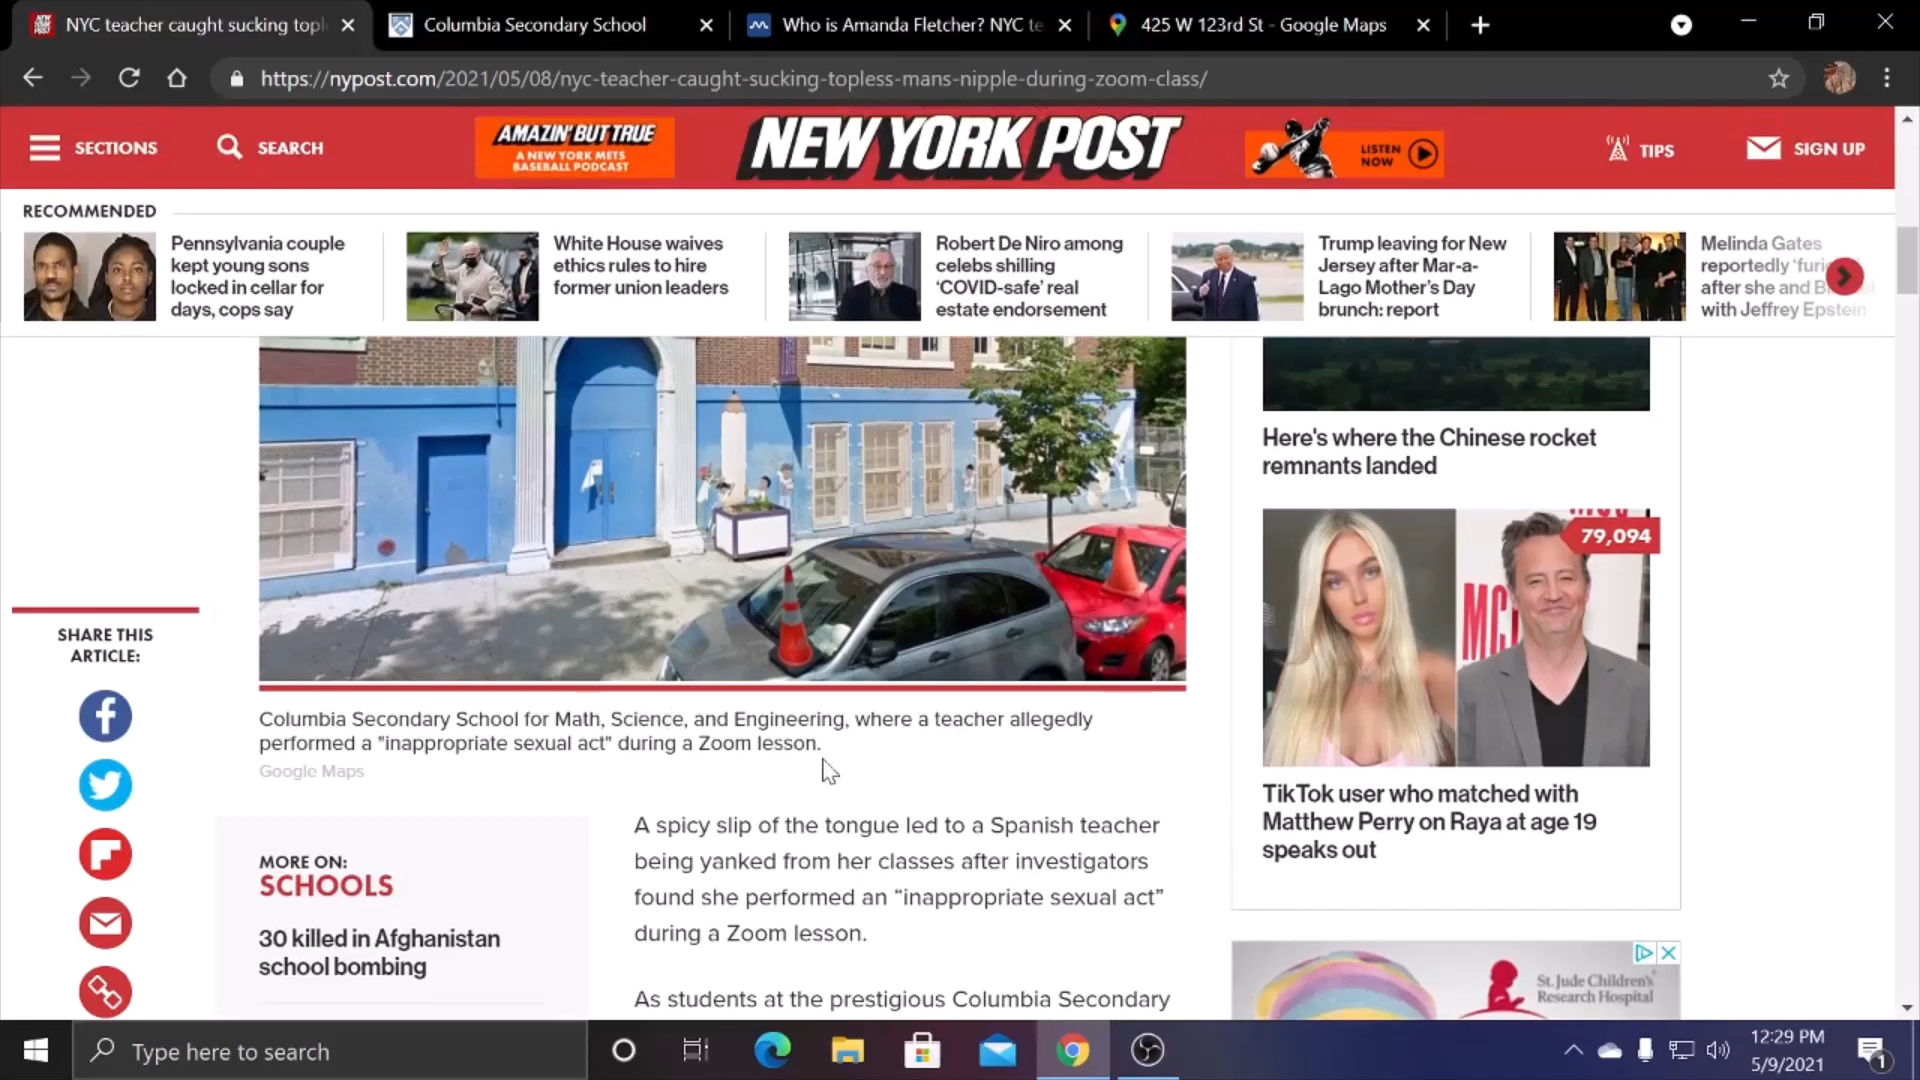 NYC teacher caught sucking topl
Columbia Secondary School
Who is Amanda Fletcher? NYC te
425 W 123rd St - Google Maps
https://nypost.com/2021/05/08/nyc-teacher-caught-sucking-topless-mans-nipple-during-zoom-class/
SECTIONS
SEARCH
AMAZIN' BUT TRUE
A NEW YORK METS
BASEBALL PODCAST
NEW YORK POST
LISTEN
NOW
TIPS
SIGN UP
RECOMMENDED
Pennsylvania couple
kept young sons
locked in cellar for
days, cops say
White House waives
ethics rules to hire
former union leaders
Robert De Niro among
celebs shilling
‘COVID-safe’ real
estate endorsement
Trump leaving for New
Jersey after Mar-a-
Lago Mother’s Day
brunch: report
Melinda Gates
reportedly
after she and
with Jeffrey Epstein
SHARE THIS
ARTICLE:
Columbia Secondary School for Math, Science, and Engineering, where a teacher allegedly
performed a "inappropriate sexual act" during a Zoom lesson.
Google Maps
MORE ON:
SCHOOLS
30 killed in Afghanistan
school bombing
A spicy slip of the tongue led to a Spanish teacher
being yanked from her classes after investigators
found she performed an “inappropriate sexual act”
during a Zoom lesson.
As students at the prestigious Columbia Secondary
Here's where the Chinese rocket
remnants landed
79,094
TikTok user who matched with
Matthew Perry on Raya at age 19
speaks out
St. Jude Children's
Research Hospital
Type here to search
12:29 PM
5/9/2021
1